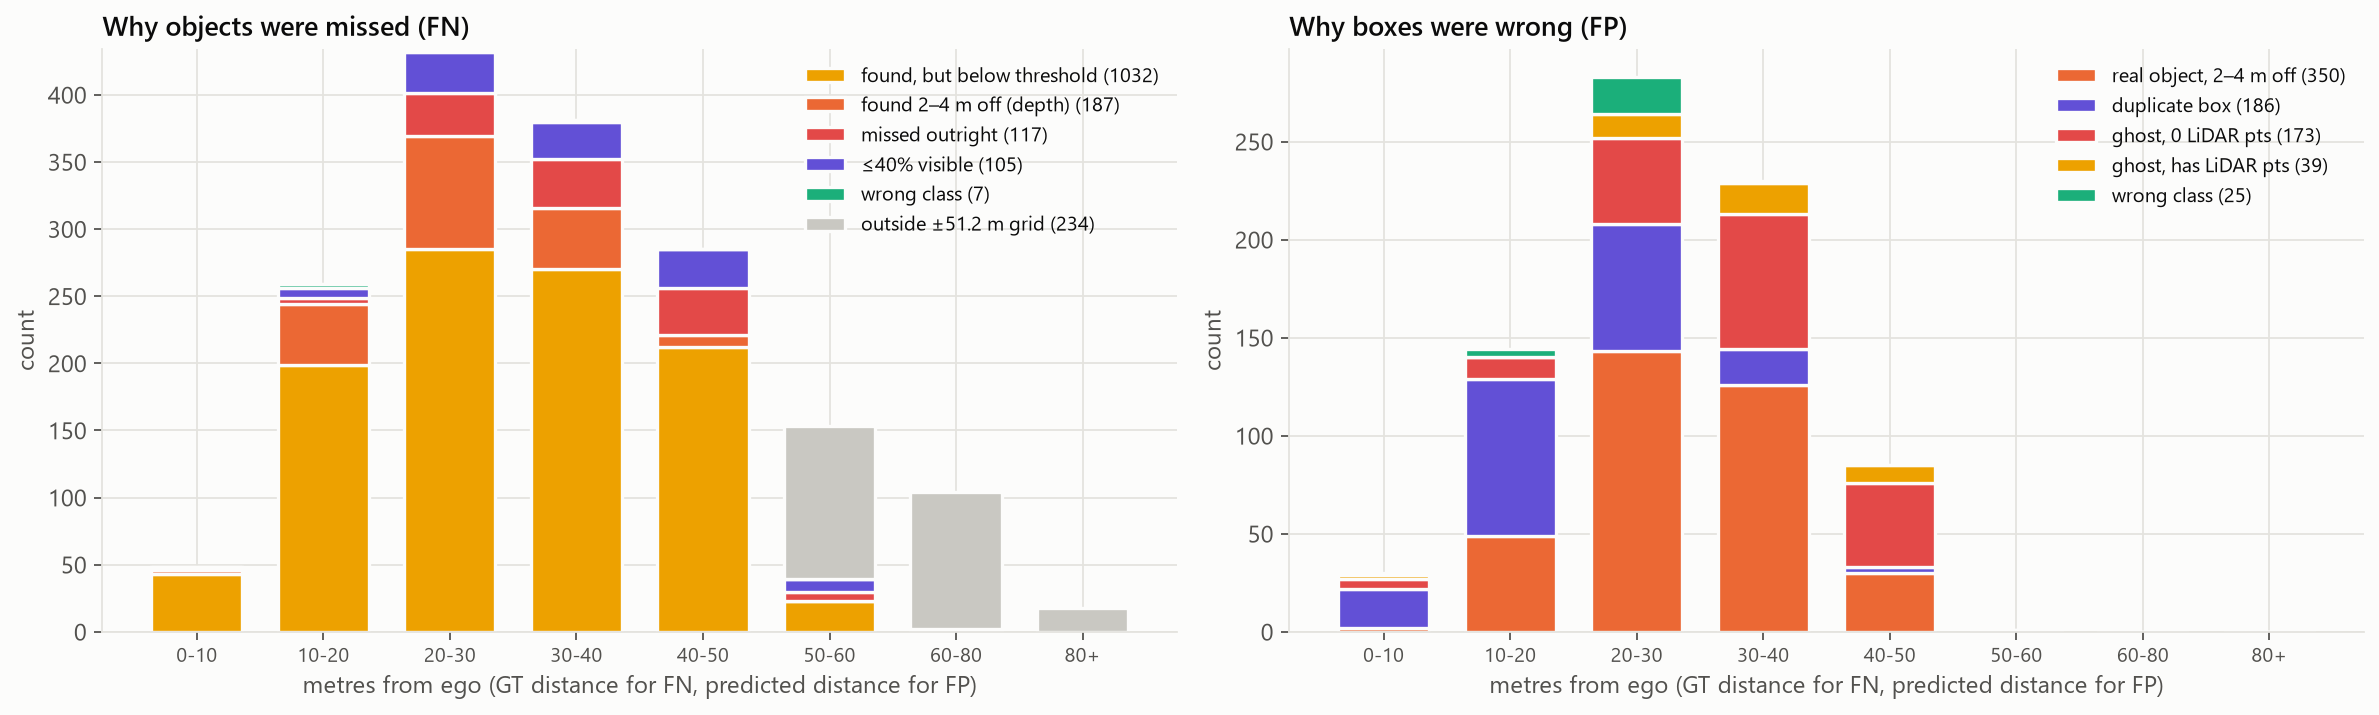 Why objects were missed (FN)
found, but below threshold (1032)
found 2–4 m off (depth) (187)
missed outright (117)
≤40% visible (105)
wrong class (7)
outside ±51.2 m grid (234)
400
350
300
250
200
150
100
50
0
count
0-10
10-20
20-30
30-40
40-50
50-60
60-80
80+
metres from ego (GT distance for FN, predicted distance for FP)
Why boxes were wrong (FP)
real object, 2–4 m off (350)
duplicate box (186)
ghost, 0 LiDAR pts (173)
ghost, has LiDAR pts (39)
wrong class (25)
250
200
150
100
50
0
count
0-10
10-20
20-30
30-40
40-50
50-60
60-80
80+
metres from ego (GT distance for FN, predicted distance for FP)